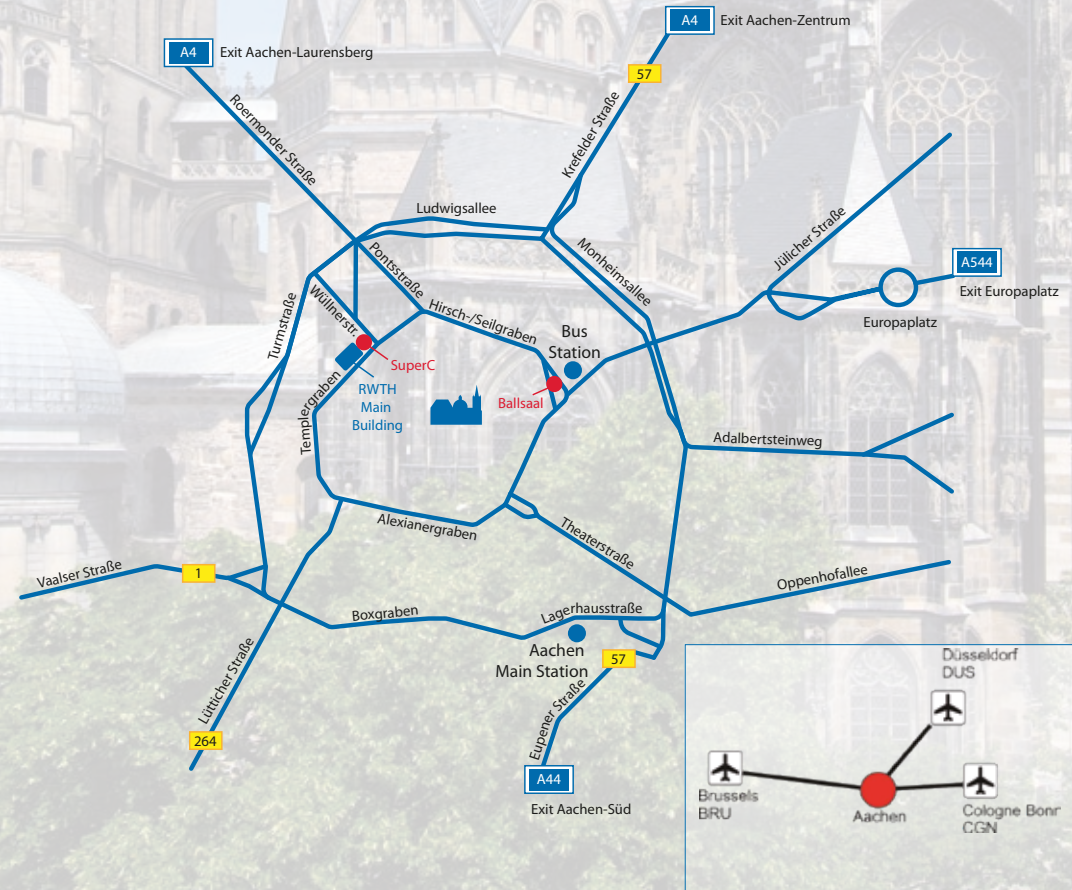 A4
Exit Aachen-Zentrum
A4
Exit Aachen-Laurensberg
57
Roermonder Straße
Krefelder Straße
Ludwigsallee
Jülicher Straße
Pontsstraße
Monheimsallee
A544
Exit Europaplatz
Wüllnerstr.
Hirsch-/Seilgraben
Turmstraße
Europaplatz
Bus
Station
SuperC
RWTH
Main
Building
Ballsaal
Templergraben
Adalbertsteinweg
Alexianergraben
Theaterstraße
Vaalser Straße
1
Oppenhofallee
Boxgraben
Lagerhausstraße
Aachen
Main Station
57
Lütticher Straße
264
Eupener Straße
A44
Exit Aachen-Süd
Düsseldorf
DUS
Brussels
BRU
Aachen
Cologne Bonn
CGN